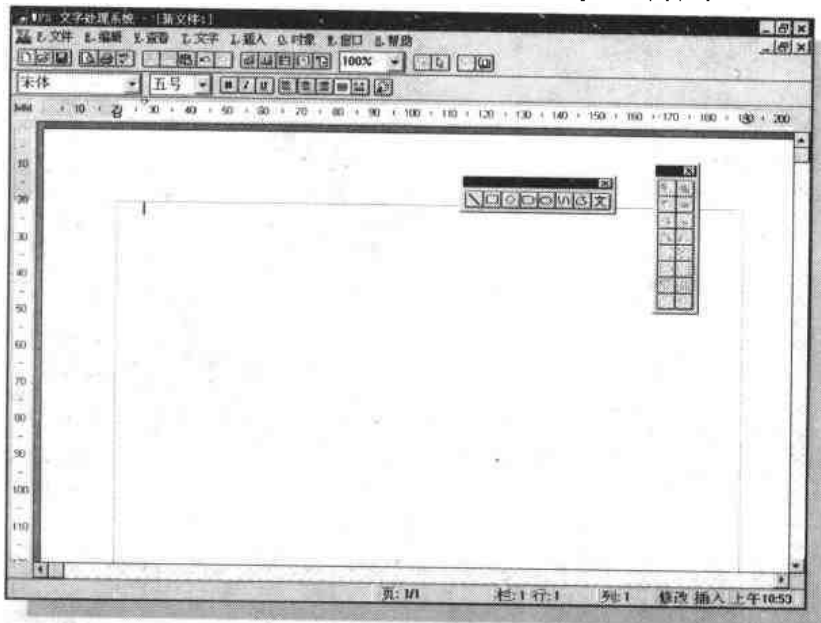 WPS 文字处理系统 - [新文件:1]
F.文件 E.编辑 V.查看 T.文字 I.插入 O.对象 W.窗口 H.帮助
100%
宋体 五号 B I U
MM 10 20 30 40 50 60 70 80 90 100 110 120 130 140 150 160 170 180 190 200
10
20
30
40
50
60
70
80
90
100
110
文
页: 1/1 栏:1 行:1 列:1 修改 插入 上午10:53